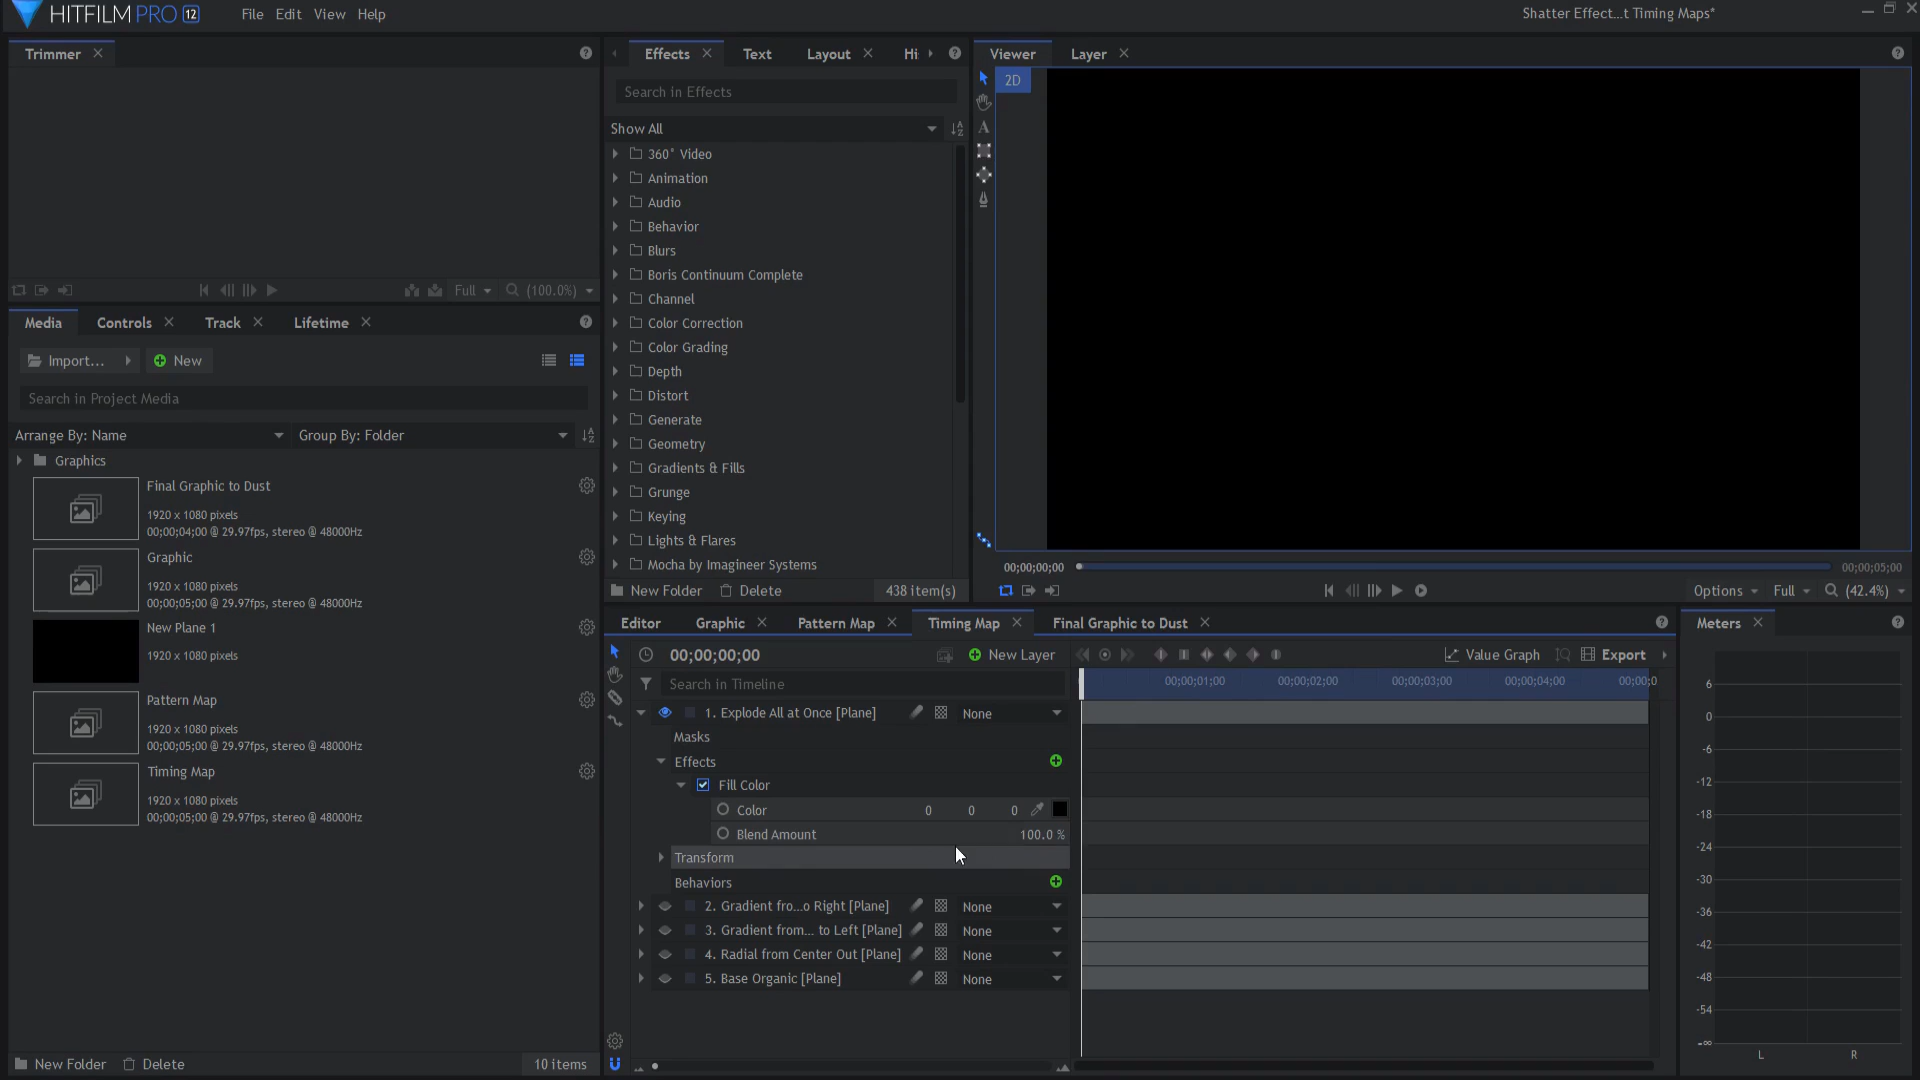 HITFILM PRO 12
File Edit View Help
Shatter Effect...t Timing Maps*
Trimmer
Effects Text Layout Hi
Viewer Layer
2D
Search in Effects
Show All
360° Video
Animation
Audio
Behavior
Blurs
Boris Continuum Complete
Channel
Color Correction
Color Grading
Depth
Distort
Generate
Geometry
Gradients & Fills
Grunge
Keying
Lights & Flares
Mocha by Imagineer Systems
New Folder Delete 438 item(s)
Full (100.0%)
Media Controls Track Lifetime
Import... New
Search in Project Media
Arrange By: Name Group By: Folder
Graphics
Final Graphic to Dust
1920 x 1080 pixels
00;00;04;00 @ 29.97fps, stereo @ 48000Hz
Graphic
1920 x 1080 pixels
00;00;05;00 @ 29.97fps, stereo @ 48000Hz
New Plane 1
1920 x 1080 pixels
Pattern Map
1920 x 1080 pixels
00;00;05;00 @ 29.97fps, stereo @ 48000Hz
Timing Map
1920 x 1080 pixels
00;00;05;00 @ 29.97fps, stereo @ 48000Hz
New Folder Delete 10 items
00;00;00;00 00;00;05;00
Options Full (42.4%)
Editor Graphic Pattern Map Timing Map Final Graphic to Dust
00;00;00;00 New Layer Value Graph Export
Search in Timeline
00;00;01;00 00;00;02;00 00;00;03;00 00;00;04;00 00;00;0
1. Explode All at Once [Plane] None
Masks
Effects
Fill Color
Color 0 0 0
Blend Amount 100.0 %
Transform
Behaviors
2. Gradient fro...o Right [Plane] None
3. Gradient from... to Left [Plane] None
4. Radial from Center Out [Plane] None
5. Base Organic [Plane] None
Meters
6
0
-6
-12
-18
-24
-30
-36
-42
-48
-54
-∞
L R